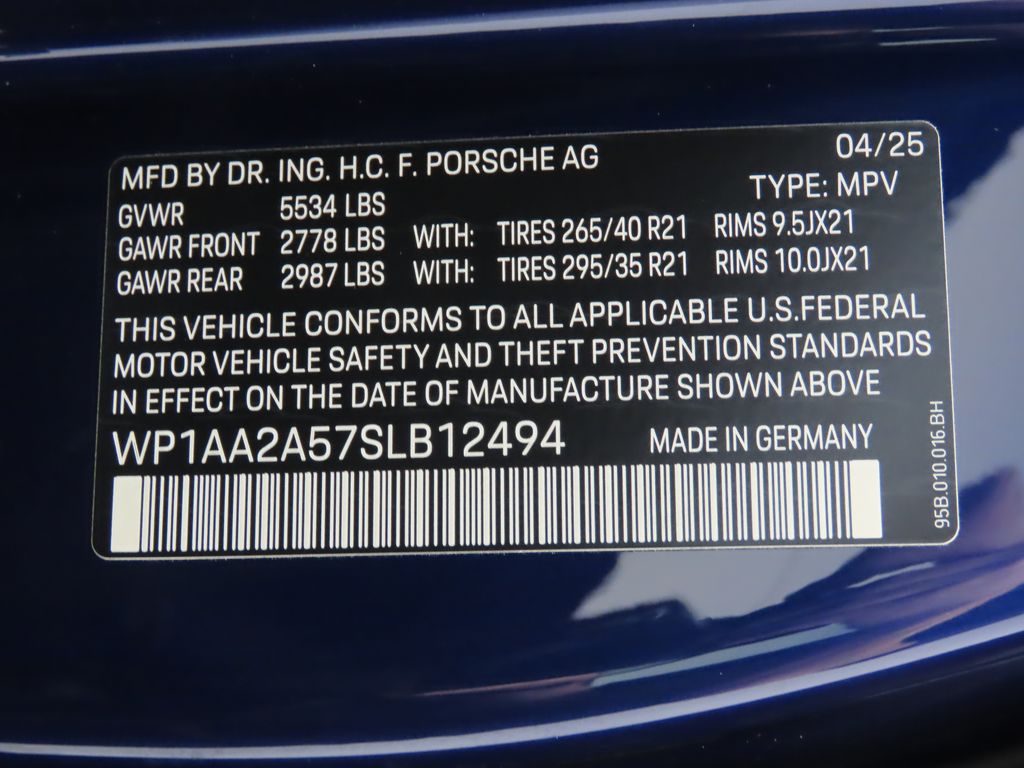 MFD BY DR. ING. H.C. F. PORSCHE AG 04/25
TYPE: MPV
GVWR 5534 LBS
GAWR FRONT 2778 LBS WITH: TIRES 265/40 R21 RIMS 9.5JX21
GAWR REAR 2987 LBS WITH: TIRES 295/35 R21 RIMS 10.0JX21
THIS VEHICLE CONFORMS TO ALL APPLICABLE U.S.FEDERAL
MOTOR VEHICLE SAFETY AND THEFT PREVENTION STANDARDS
IN EFFECT ON THE DATE OF MANUFACTURE SHOWN ABOVE
WP1AA2A57SLB12494 MADE IN GERMANY
95B.010.016.BH